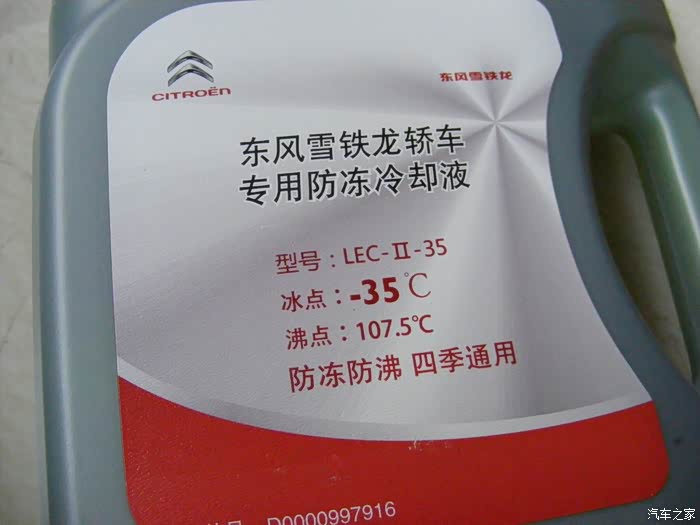 CITROËN
东风雪铁龙
东风雪铁龙轿车
专用防冻冷却液
型号：LEC-Ⅱ-35
冰点：-35℃
沸点：107.5℃
防冻防沸 四季通用
D0000997916
汽车之家